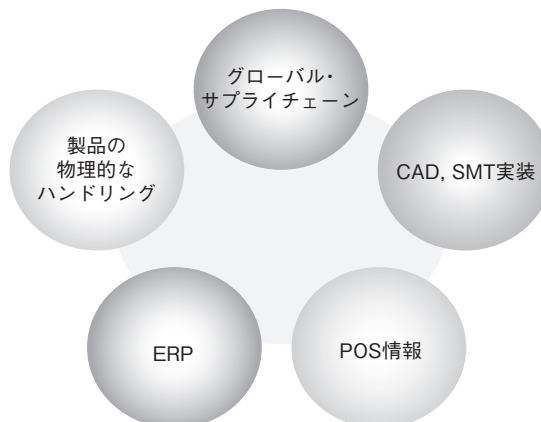 グローバル・
サプライチェーン
製品の
物理的な
ハンドリング
CAD, SMT実装
ERP
POS情報